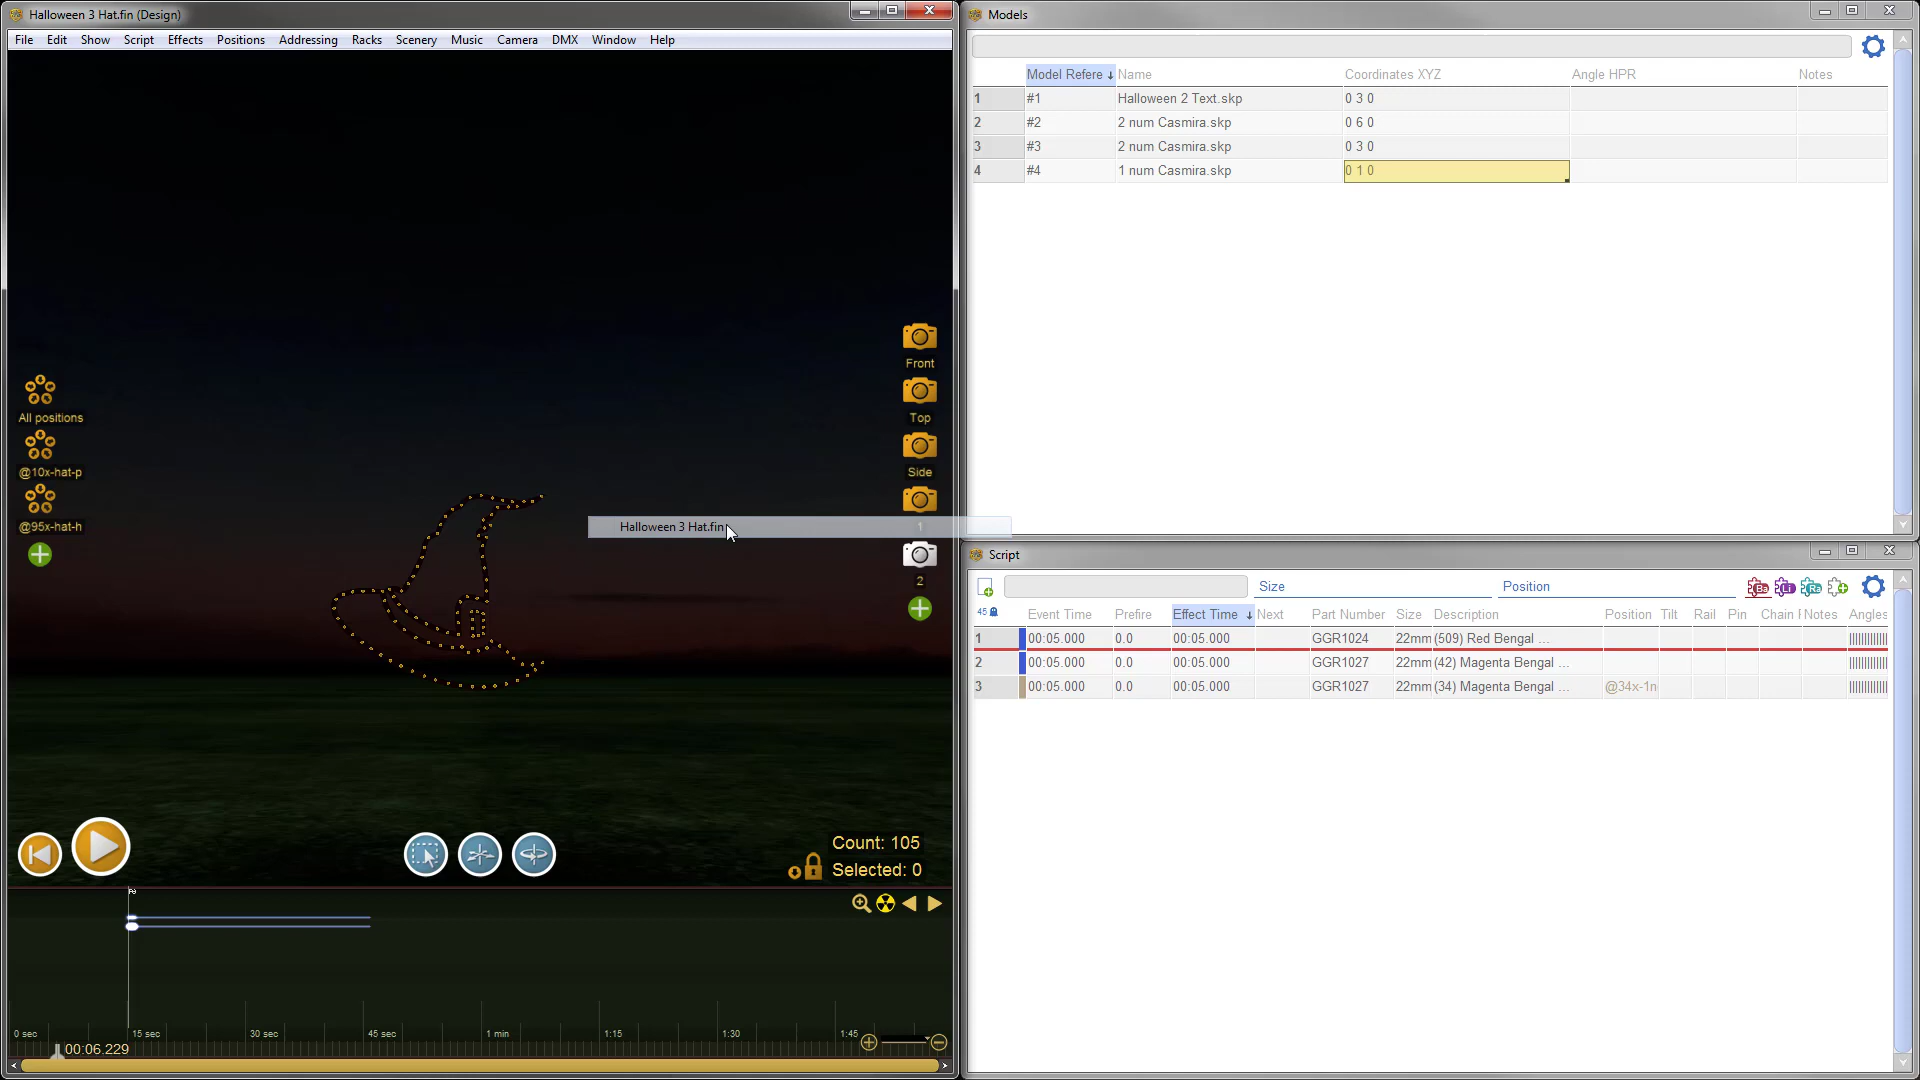 Halloween 3 Hat.fin (Design)
File Edit Show Script Effects Positions Addressing Racks Scenery Music Camera DMX Window Help
Front
Top
Side
1
2
All positions
@10x-hat-p
@95x-hat-h
Halloween 3 Hat.fin
Count: 105
Selected: 0
0 sec 15 sec 30 sec 45 sec 1 min 1:15 1:30 1:45
00:06.229
Models
Model Refere Name Coordinates XYZ Angle HPR Notes
1 #1 Halloween 2 Text.skp 0 3 0
2 #2 2 num Casmira.skp 0 6 0
3 #3 2 num Casmira.skp 0 3 0
4 #4 1 num Casmira.skp 0 1 0
Script
Size Position
45 Event Time Prefire Effect Time Next Part Number Size Description Position Tilt Rail Pin Chain Notes Angles
1 00:05.000 0.0 00:05.000 GGR1024 22mm (509) Red Bengal ...
2 00:05.000 0.0 00:05.000 GGR1027 22mm (42) Magenta Bengal ...
3 00:05.000 0.0 00:05.000 GGR1027 22mm (34) Magenta Bengal ... @34x-1n